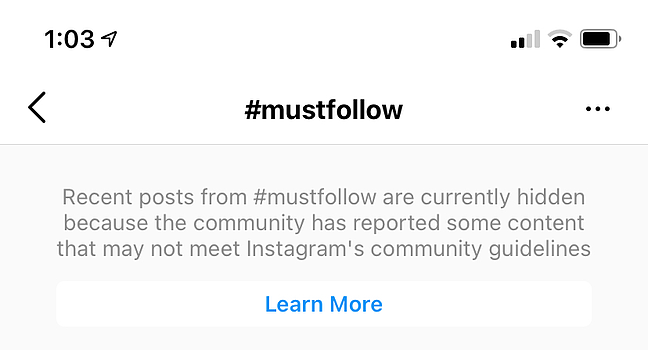 1:03
#mustfollow
Recent posts from #mustfollow are currently hidden
because the community has reported some content
that may not meet Instagram's community guidelines
Learn More